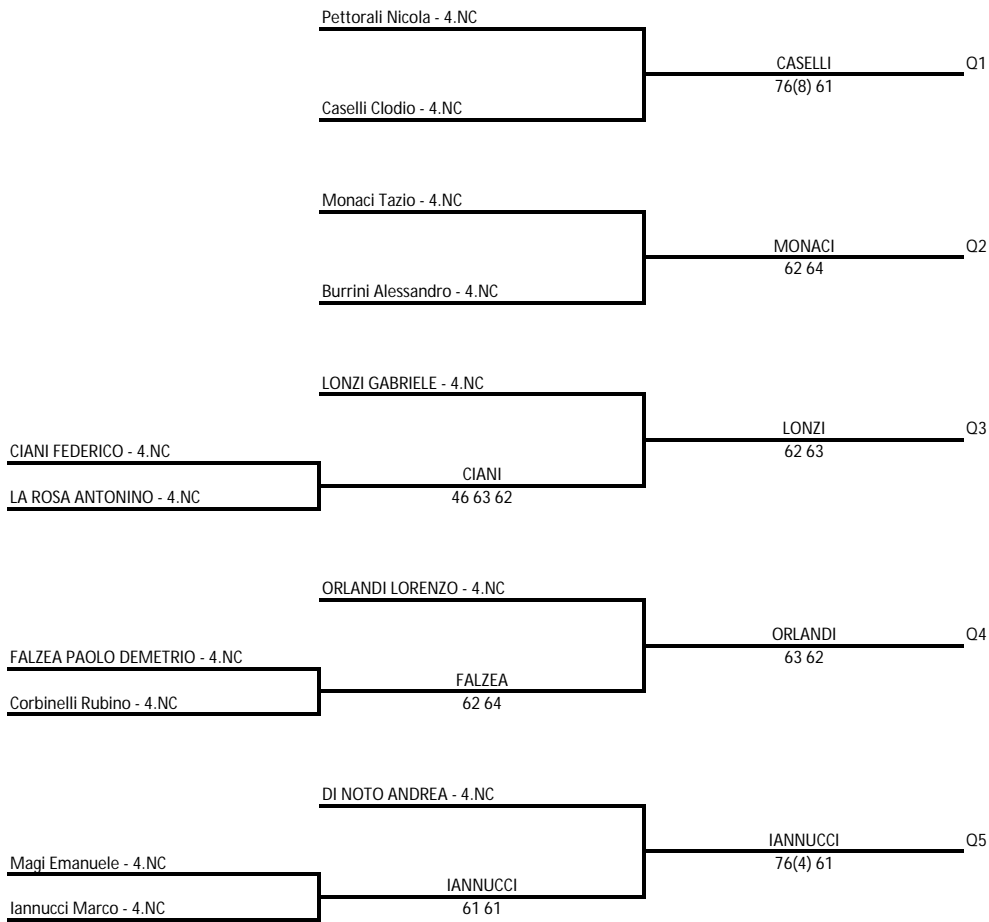 Pettorali Nicola - 4.NC
CASELLI
Q1
76(8) 61
Caselli Clodio - 4.NC
Monaci Tazio - 4.NC
MONACI
Q2
62 64
Burrini Alessandro - 4.NC
LONZI GABRIELE - 4.NC
LONZI
Q3
62 63
CIANI FEDERICO - 4.NC
CIANI
46 63 62
LA ROSA ANTONINO - 4.NC
ORLANDI LORENZO - 4.NC
ORLANDI
Q4
63 62
FALZEA PAOLO DEMETRIO - 4.NC
FALZEA
62 64
Corbinelli Rubino - 4.NC
DI NOTO ANDREA - 4.NC
IANNUCCI
Q5
76(4) 61
Magi Emanuele - 4.NC
IANNUCCI
61 61
Iannucci Marco - 4.NC